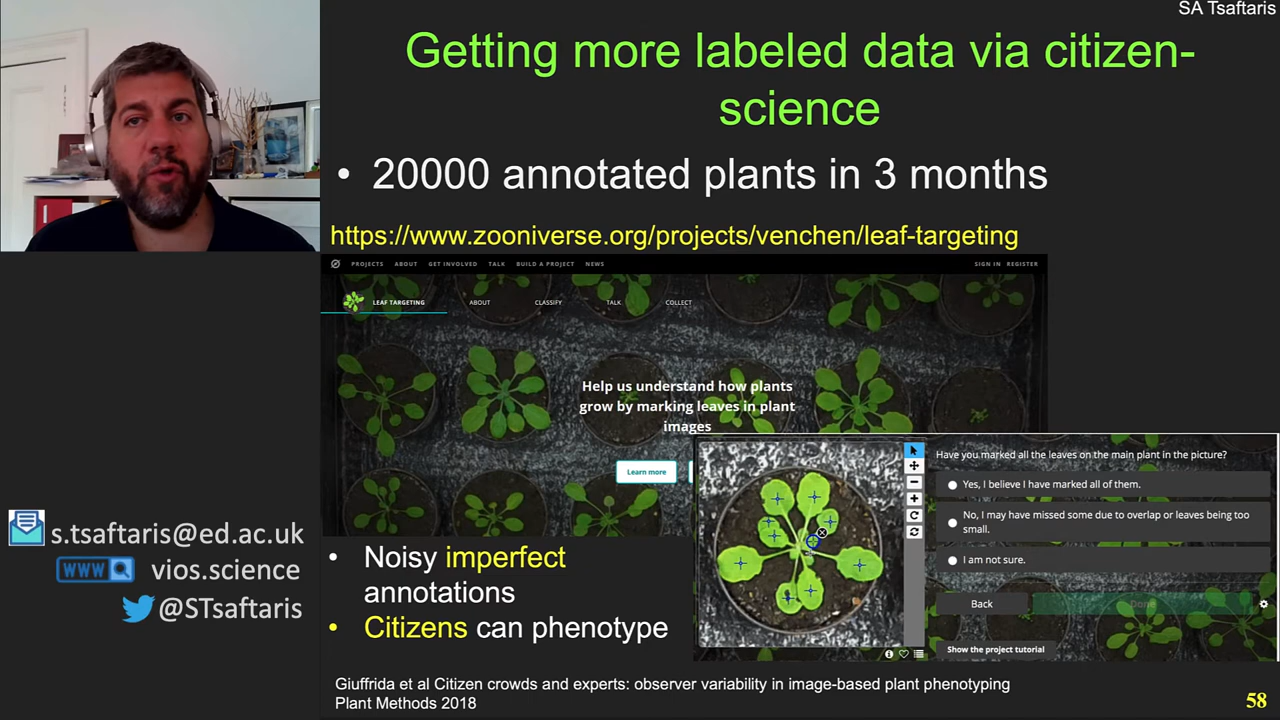 SA Tsaftaris
Getting more labeled data via citizen-
science
• 20000 annotated plants in 3 months
https://www.zooniverse.org/projects/venchen/leaf-targeting
PROJECTS ABOUT GET INVOLVED TALK BUILD A PROJECT NEWS SIGN IN REGISTER
LEAF TARGETING ABOUT CLASSIFY TALK COLLECT
Help us understand how plants
grow by marking leaves in plant
images
Learn more
Have you marked all the leaves on the main plant in the picture?
Yes, I believe I have marked all of them.
No, I may have missed some due to overlap or leaves being too
small.
I am not sure.
Back Done
Show the project tutorial
s.tsaftaris@ed.ac.uk
WWW vios.science
@STsaftaris
• Noisy imperfect
annotations
• Citizens can phenotype
Giuffrida et al Citizen crowds and experts: observer variability in image-based plant phenotyping
Plant Methods 2018
58